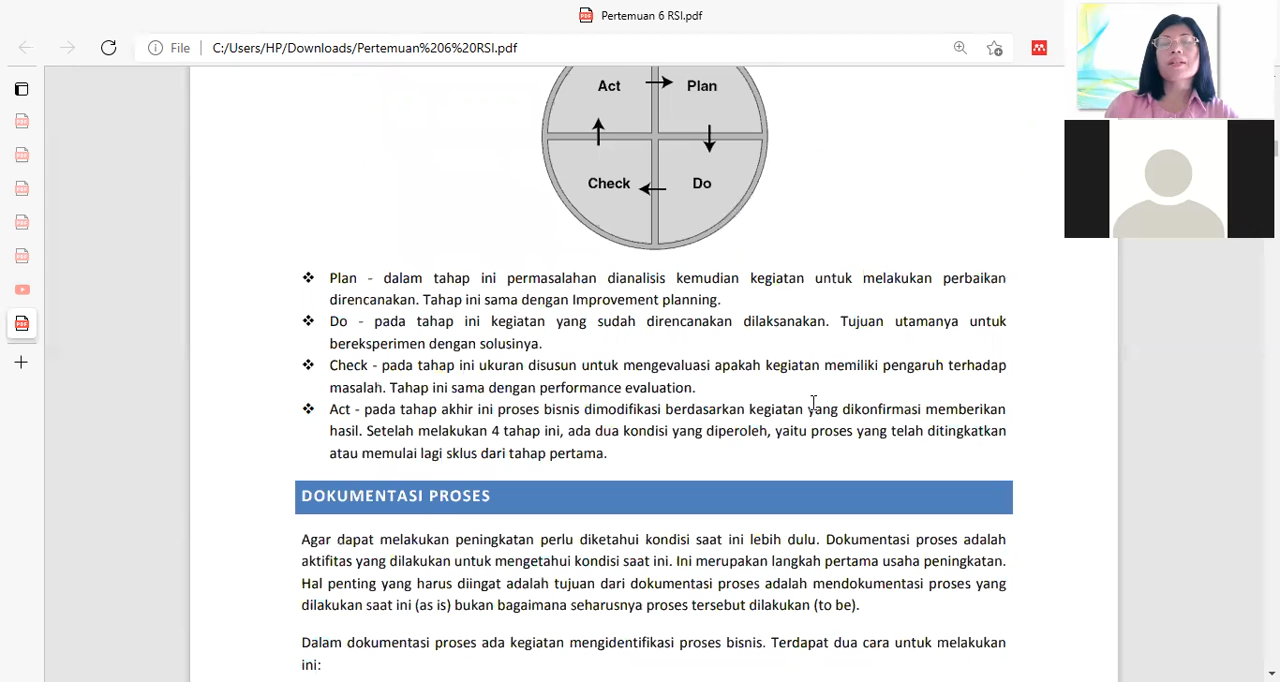 Pertemuan 6 RSI.pdf
File
C:/Users/HP/Downloads/Pertemuan%206%20RSI.pdf
Act
Plan
Check
Do
❖ Plan - dalam tahap ini permasalahan dianalisis kemudian kegiatan untuk melakukan perbaikan
direncanakan. Tahap ini sama dengan Improvement planning.
❖ Do - pada tahap ini kegiatan yang sudah direncanakan dilaksanakan. Tujuan utamanya untuk
bereksperimen dengan solusinya.
❖ Check - pada tahap ini ukuran disusun untuk mengevaluasi apakah kegiatan memiliki pengaruh terhadap
masalah. Tahap ini sama dengan performance evaluation.
❖ Act - pada tahap akhir ini proses bisnis dimodifikasi berdasarkan kegiatan yang dikonfirmasi memberikan
hasil. Setelah melakukan 4 tahap ini, ada dua kondisi yang diperoleh, yaitu proses yang telah ditingkatkan
atau memulai lagi sklus dari tahap pertama.
DOKUMENTASI PROSES
Agar dapat melakukan peningkatan perlu diketahui kondisi saat ini lebih dulu. Dokumentasi proses adalah
aktifitas yang dilakukan untuk mengetahui kondisi saat ini. Ini merupakan langkah pertama usaha peningkatan.
Hal penting yang harus diingat adalah tujuan dari dokumentasi proses adalah mendokumentasi proses yang
dilakukan saat ini (as is) bukan bagaimana seharusnya proses tersebut dilakukan (to be).
Dalam dokumentasi proses ada kegiatan mengidentifikasi proses bisnis. Terdapat dua cara untuk melakukan
ini: